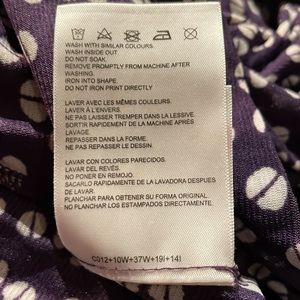 WASH WITH SIMILAR COLOURS.
WASH INSIDE OUT
DO NOT SOAK.
REMOVE PROMPTLY FROM MACHINE AFTER
WASHING.
IRON INTO SHAPE.
DO NOT IRON PRINT DIRECTLY
LAVER AVEC LES MÊMES COULEURS.
LAVER À L'ENVERS.
NE PAS LAISSER TREMPER DANS LA LESSIVE
SORTIR RAPIDEMENT DE LA MACHINE APRÈS
LAVAGE.
REPASSER DANS LA FORME.
NE PAS REPASSER LE DESSIN.
LAVAR CON COLORES PARECIDOS.
LAVAR DEL REVÉS.
NO PONER EN REMOJO.
SACARLO RAPIDAMENTE DE LA LAVADORA DESPUES
DE LAVAR.
PLANCHAR PARA OBTENER SU FORMA ORIGINAL.
NO PLANCHAR LOS ESTAMPADOS DIRECTAMENTE.
C012+10W+37W+19I+14I